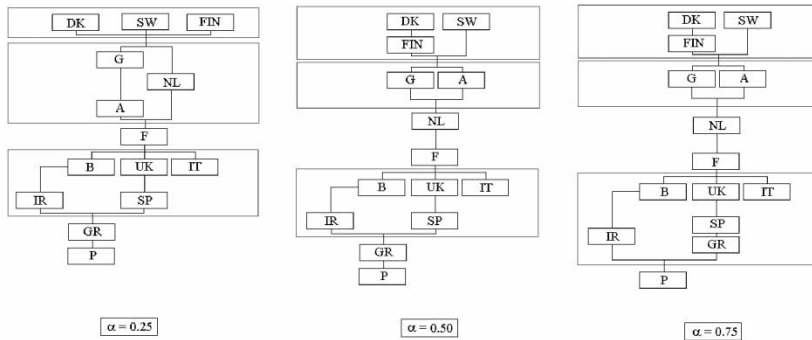 DK SW FIN
G
NL
A
F
B UK IT
IR SP
GR
P
α = 0.25
DK SW
FIN
G A
NL
F
B UK IT
IR SP
GR
P
α = 0.50
DK SW
FIN
G A
NL
F
B UK IT
SP
IR
GR
P
α = 0.75